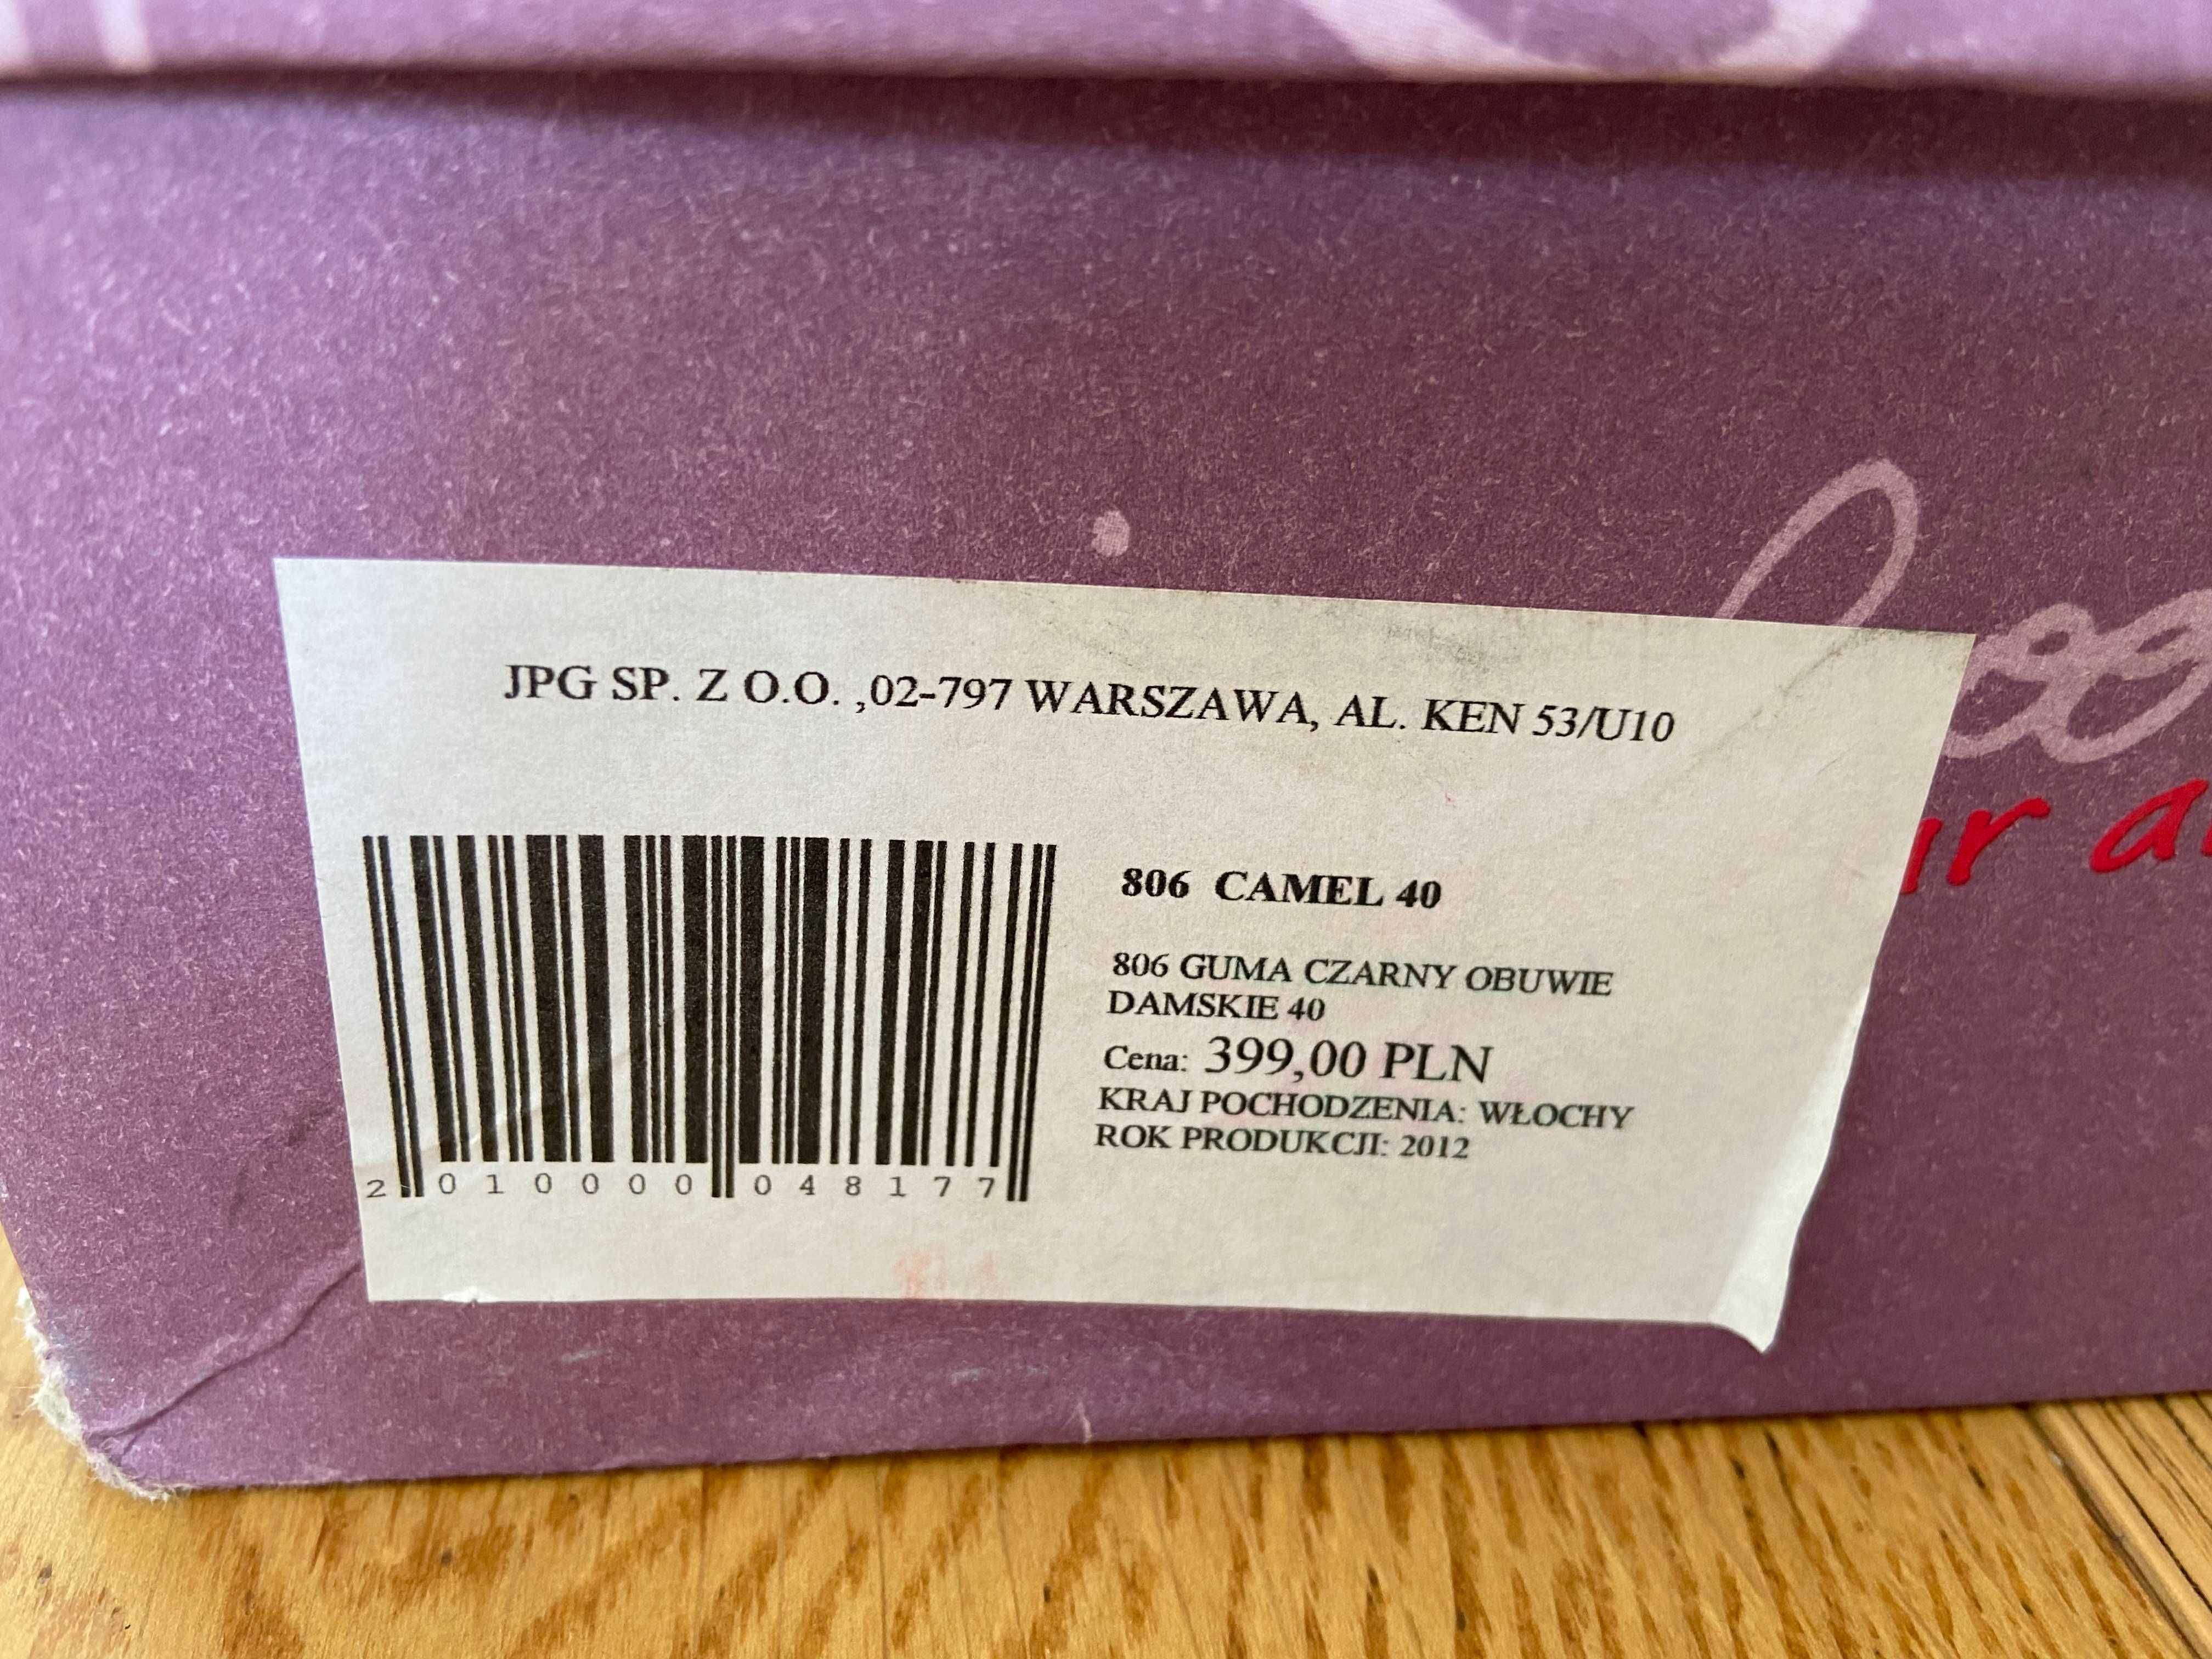 JPG SP. Z O.O. ,02-797 WARSZAWA, AL. KEN 53/U10
806 CAMEL 40
806 GUMA CZARNY OBUWIE
DAMSKIE 40
Cena: 399,00 PLN
KRAJ POCHODZENIA: WŁOCHY
ROK PRODUKCJI: 2012
2 010000 048177